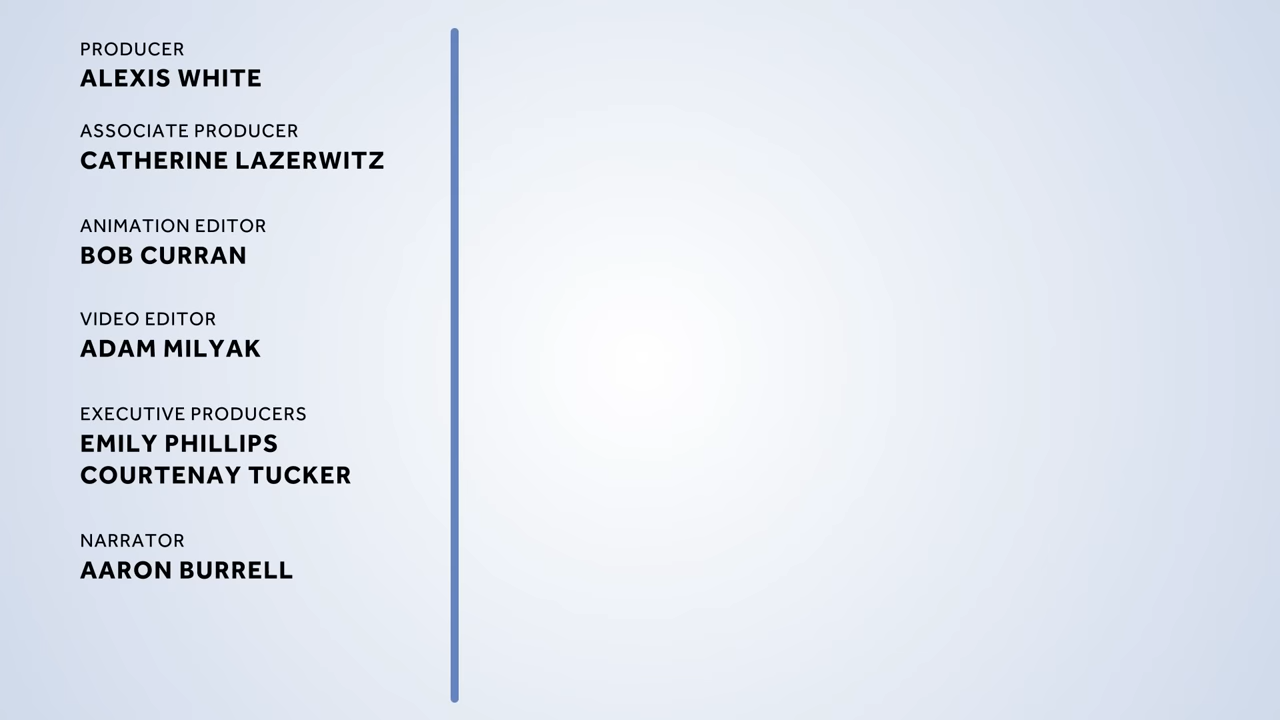 PRODUCER
ALEXIS WHITE
ASSOCIATE PRODUCER
CATHERINE LAZERWITZ
ANIMATION EDITOR
BOB CURRAN
VIDEO EDITOR
ADAM MILYAK
EXECUTIVE PRODUCERS
EMILY PHILLIPS
COURTENAY TUCKER
NARRATOR
AARON BURRELL